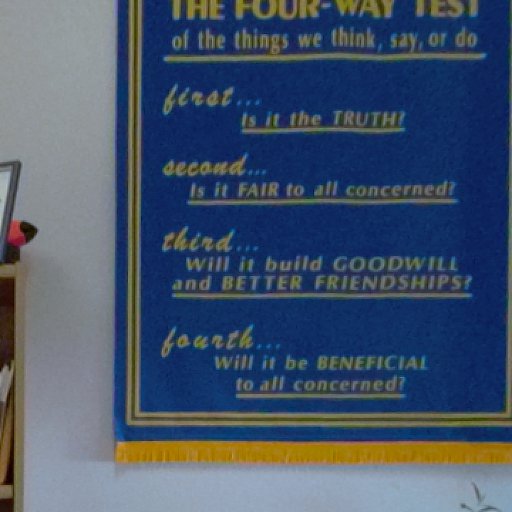 THE FOUR-WAY TEST
of the things we think, say, or do
first...
Is it the TRUTH?
second...
Is it FAIR to all concerned?
third...
Will it build GOODWILL
and BETTER FRIENDSHIPS?
fourth...
Will it be BENEFICIAL
to all concerned?